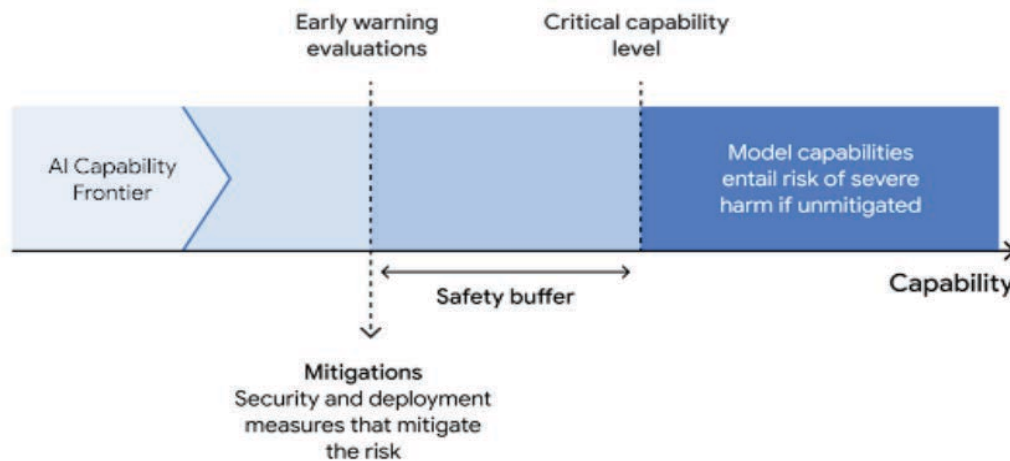 Early warning
evaluations
Critical capability
level
AI Capability
Frontier
Model capabilities
entail risk of severe
harm if unmitigated
Capability
Safety buffer
Mitigations
Security and deployment
measures that mitigate
the risk